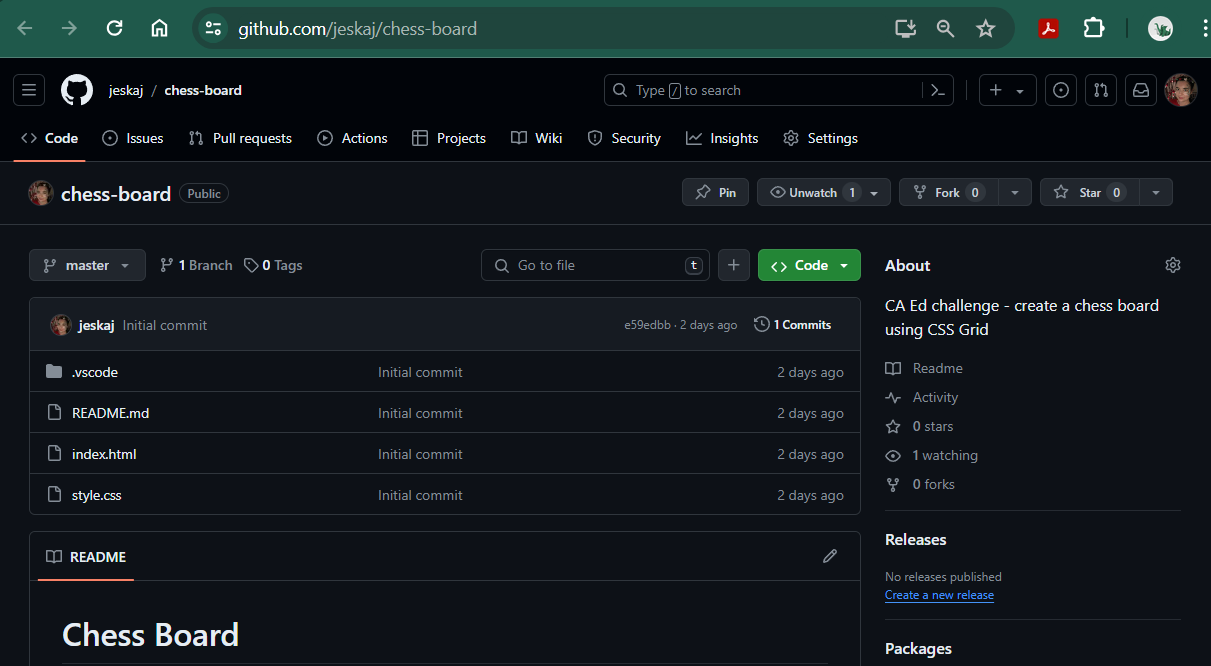 github.com/jeskaj/chess-board
jeskaj / chess-board
Type / to search
Code Issues Pull requests Actions Projects Wiki Security Insights Settings
chess-board Public
Pin Unwatch 1 Fork 0 Star 0
master 1 Branch 0 Tags Go to file t + Code
About
CA Ed challenge - create a chess board
using CSS Grid
jeskaj Initial commit e59edbb · 2 days ago 1 Commits
.vscode Initial commit 2 days ago
README.md Initial commit 2 days ago
index.html Initial commit 2 days ago
style.css Initial commit 2 days ago
Readme
Activity
0 stars
1 watching
0 forks
README
Chess Board
Releases
No releases published
Create a new release
Packages